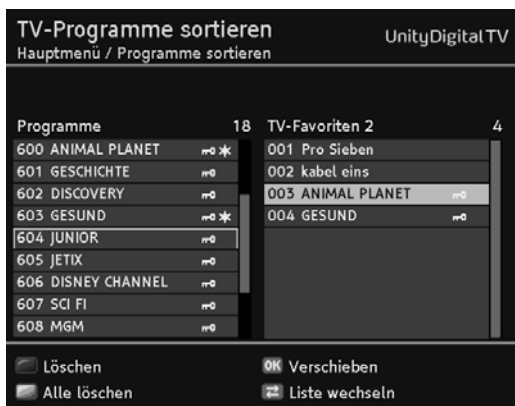 TV-Programme sortieren
Hauptmenü / Programme sortieren
UnityDigitalTV
Programme 18
600 ANIMAL PLANET
601 GESCHICHTE
602 DISCOVERY
603 GESUND
604 JUNIOR
605 JETIX
606 DISNEY CHANNEL
607 SCI FI
608 MGM
TV-Favoriten 2 4
001 Pro Sieben
002 kabel eins
003 ANIMAL PLANET
004 GESUND
Löschen
Alle löschen
OK Verschieben
Liste wechseln